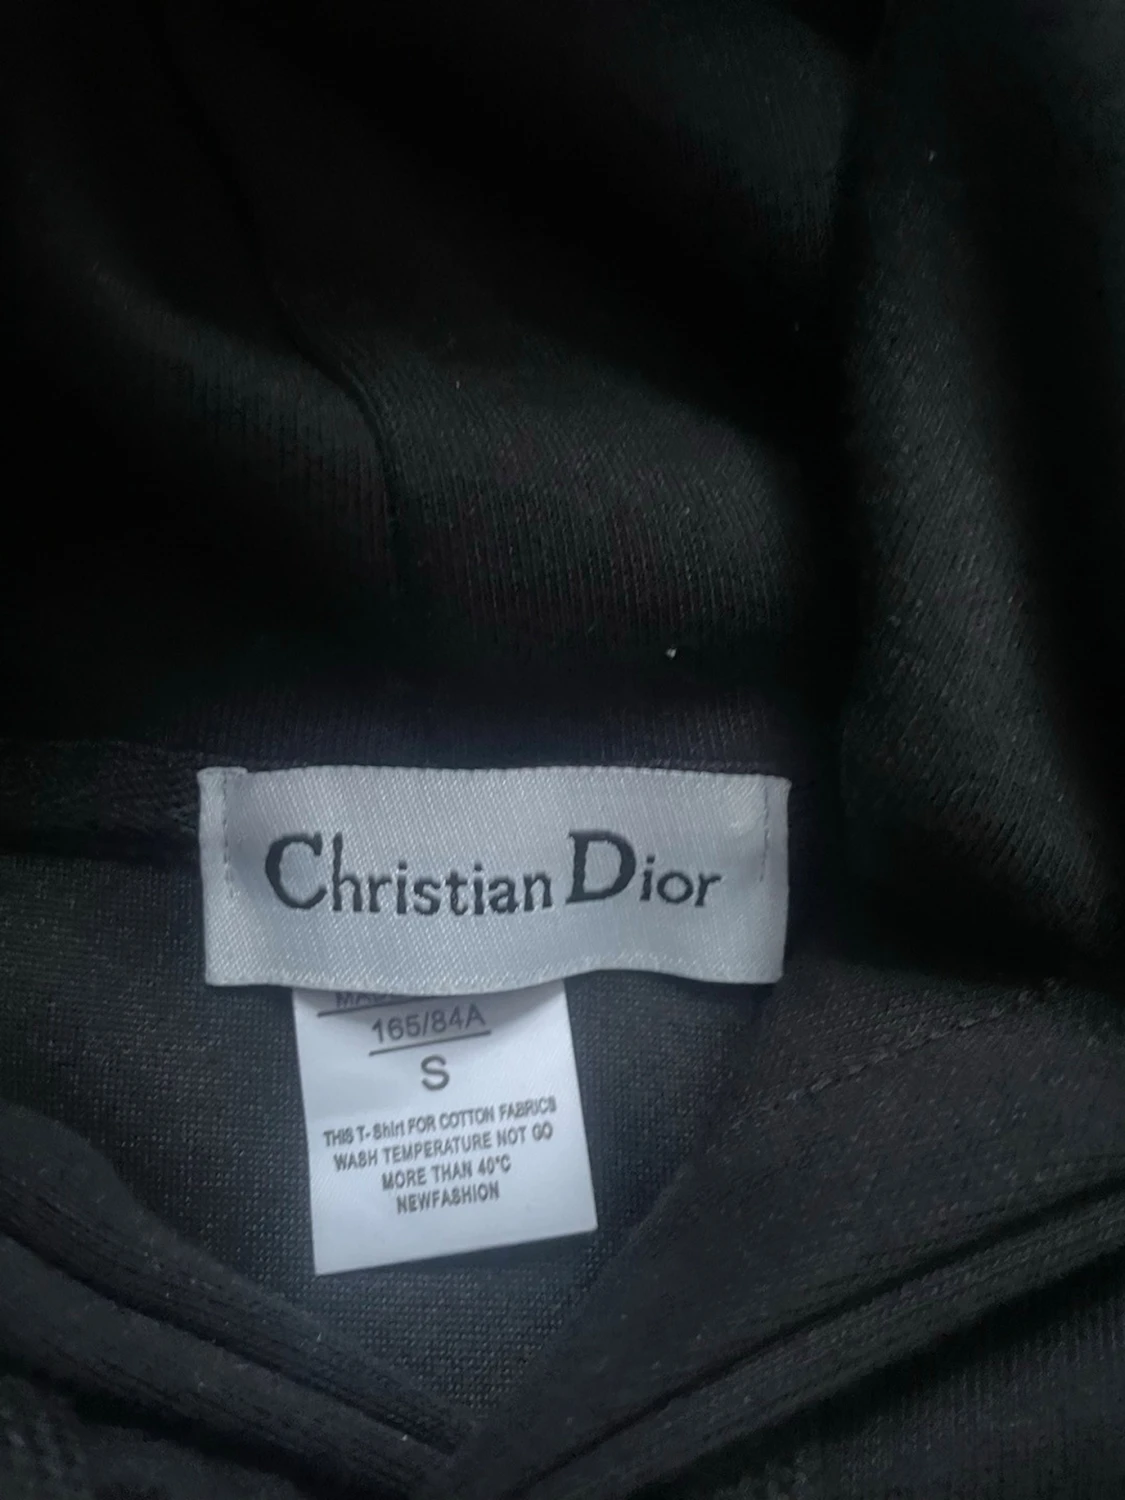 Christian Dior
165/84A
S
THIS T-Shirt FOR COTTON FABRICS
WASH TEMPERATURE NOT GO
MORE THAN 40°C
NEWFASHION